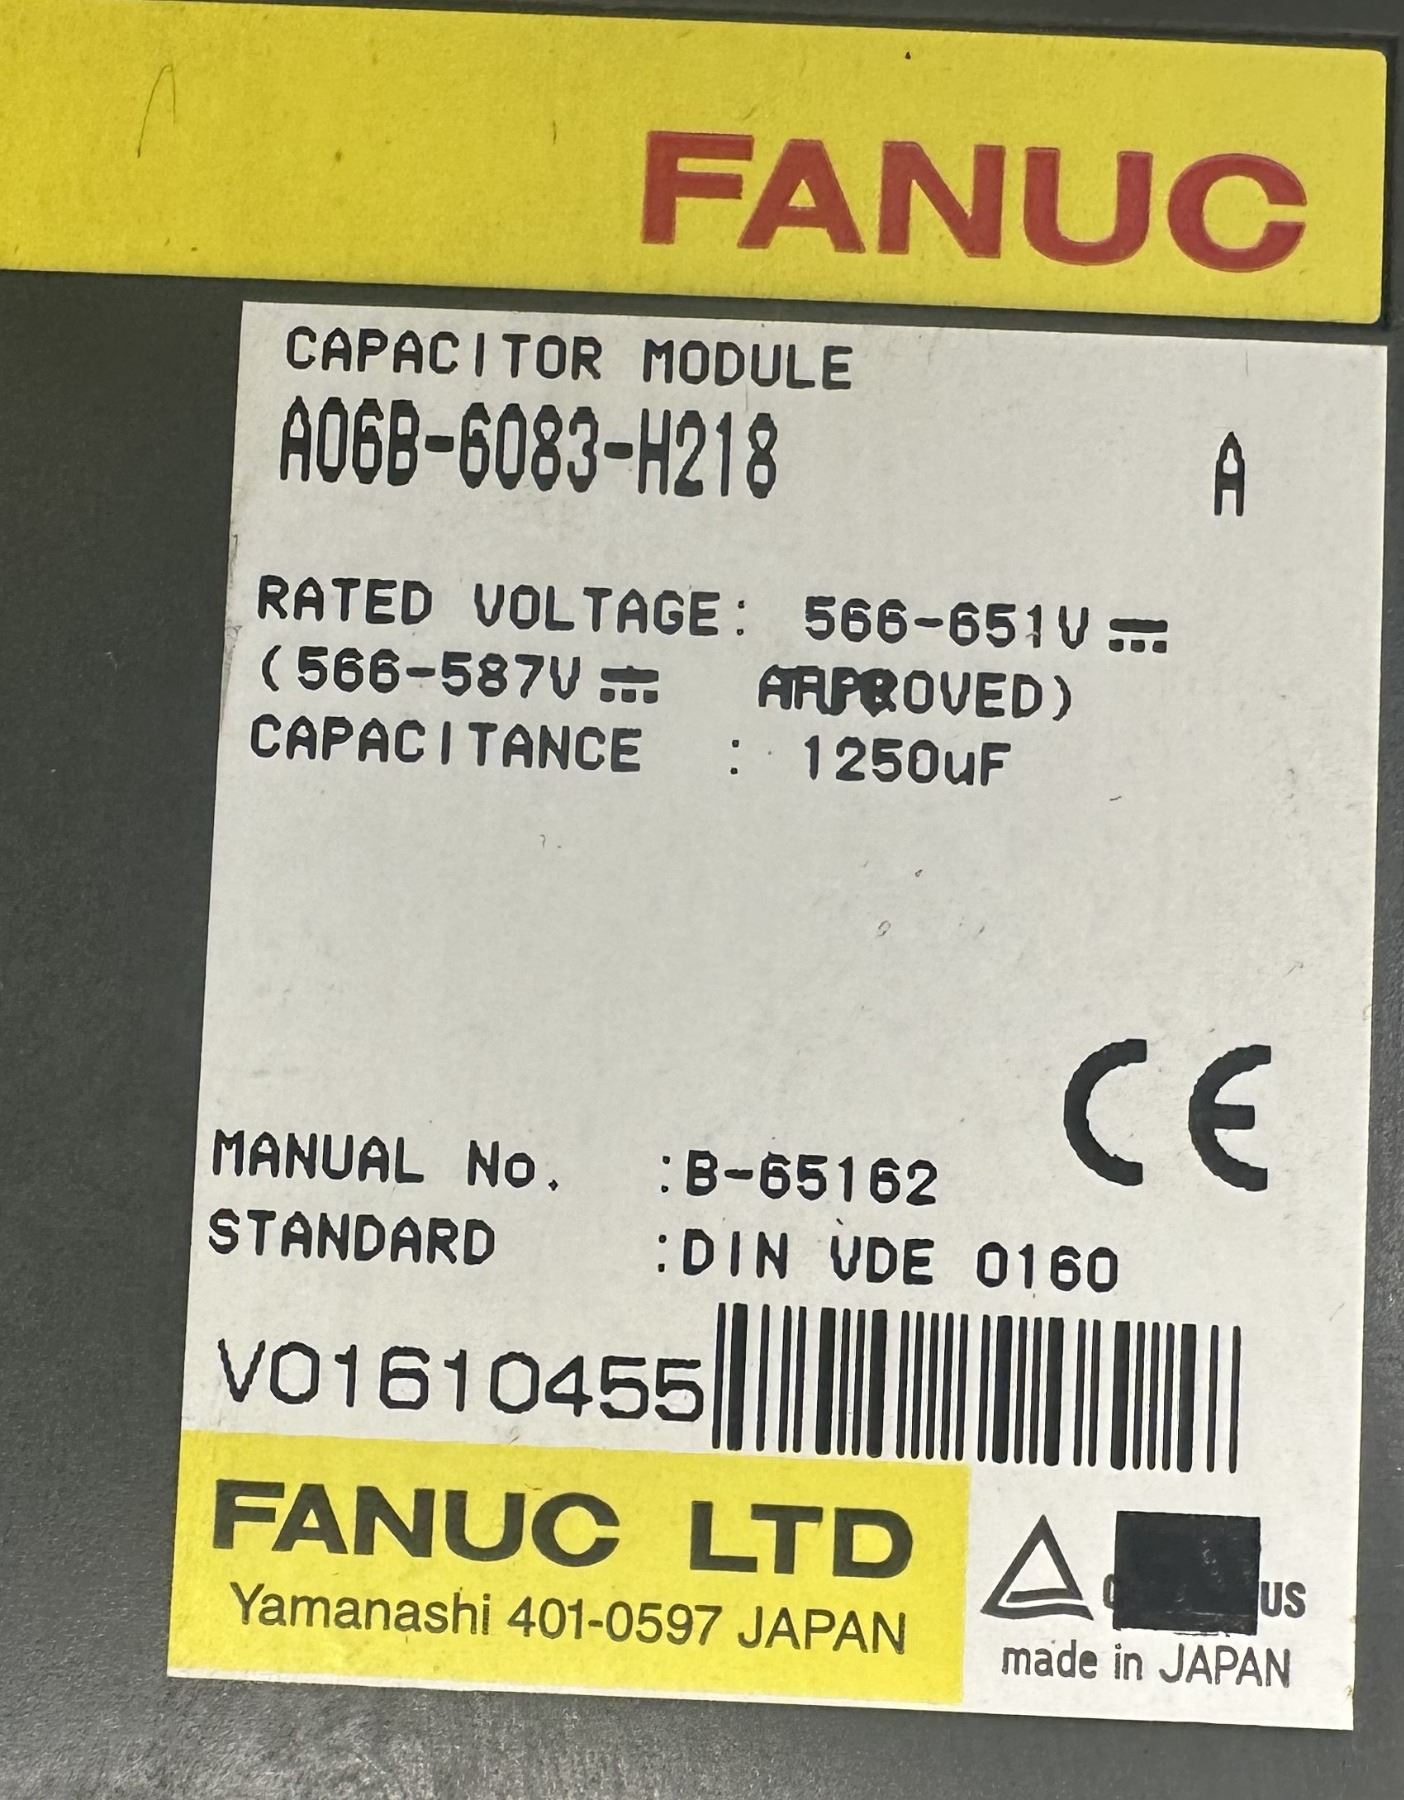 FANUC
CAPACITOR MODULE
A06B-6083-H218 A
RATED VOLTAGE: 566-651V⎓
(566-587V⎓ APPROVED)
CAPACITANCE : 1250uF
CE
MANUAL No. :B-65162
STANDARD :DIN VDE 0160
V01610455
FANUC LTD
Yamanashi 401-0597 JAPAN
US
made in JAPAN